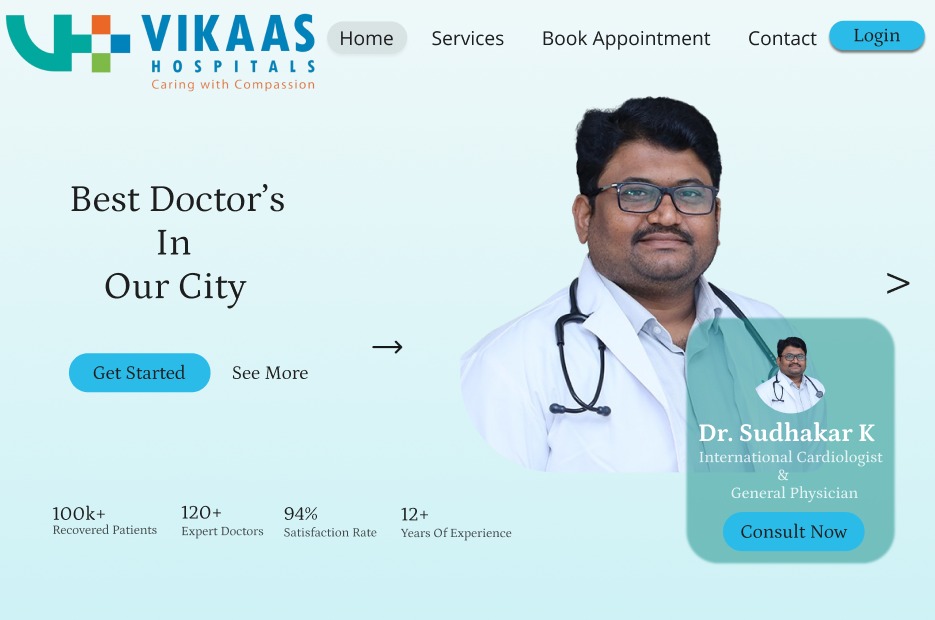 VIKAAS
HOSPITALS
Caring with Compassion
Home
Services
Book Appointment
Contact
Login
Best Doctor’s
In
Our City
Get Started
See More
>
Dr. Sudhakar K
International Cardiologist
&
General Physician
Consult Now
100k+
Recovered Patients
120+
Expert Doctors
94%
Satisfaction Rate
12+
Years Of Experience